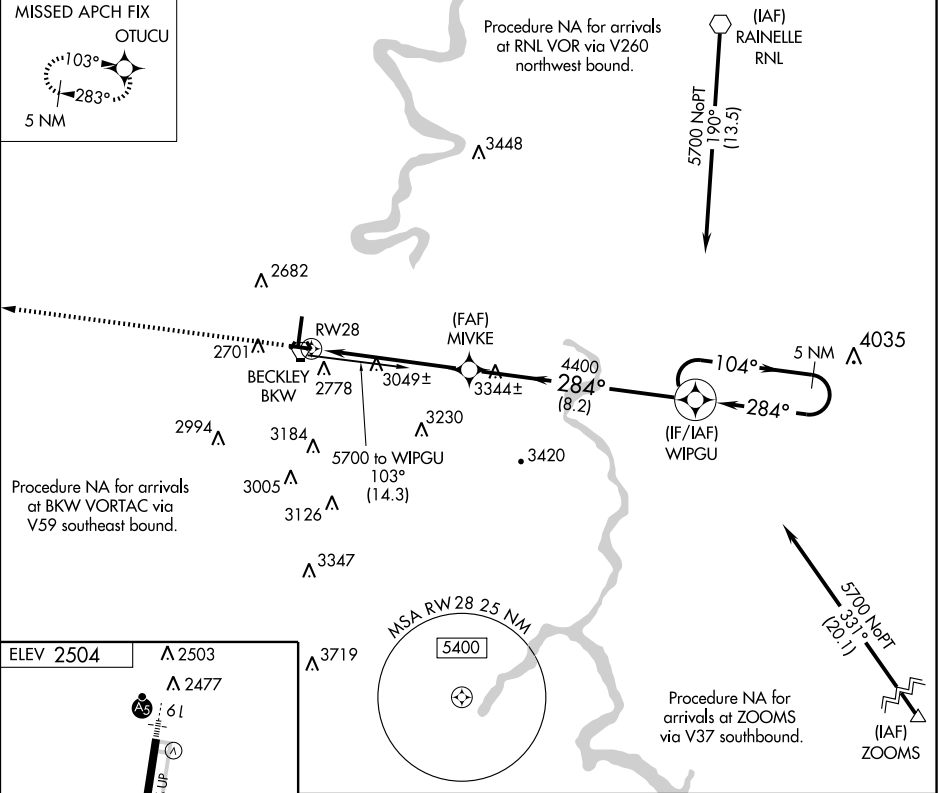 MISSED APCH FIX
OTUCU
103°
283°
5 NM
Procedure NA for arrivals
at RNL VOR via V260
northwest bound.
(IAF)
RAINELLE
RNL
5700 NoPT
190°
(13.5)
3448
2682
RW28
2701
BECKLEY
BKW
2778
3049±
(FAF)
MIVKE
3344±
4400
284°
(8.2)
104°
5 NM
4035
284°
(IF/IAF)
WIPGU
2994
3184
3230
5700 to WIPGU
103°
(14.3)
3420
3005
3126
Procedure NA for arrivals
at BKW VORTAC via
V59 southeast bound.
3347
5700 NoPT
331°
(20.1)
MSA RW28 25 NM
5400
ELEV 2504
2503
3719
2477
A5
19
V
UP
Procedure NA for
arrivals at ZOOMS
via V37 southbound.
(IAF)
ZOOMS